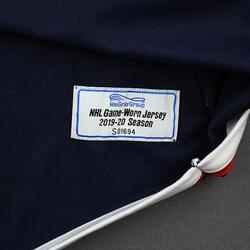 MeiGrayGroup
NHL Game-Worn Jersey
2019-20 Season
S01694